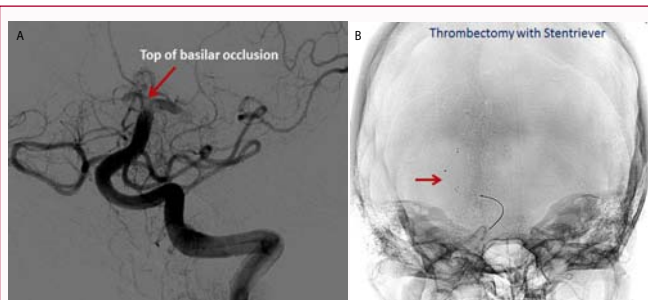 A
Top of basilar occlusion
B
Thrombectomy with Stentriever